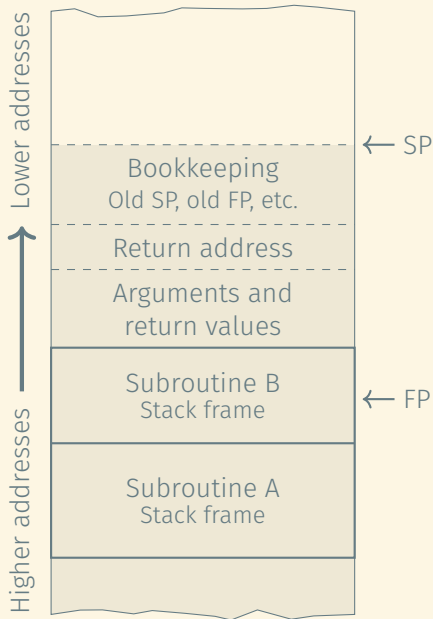 Lower addresses
Higher addresses
SP
Bookkeeping
Old SP, old FP, etc.
Return address
Arguments and
return values
Subroutine B
Stack frame
FP
Subroutine A
Stack frame